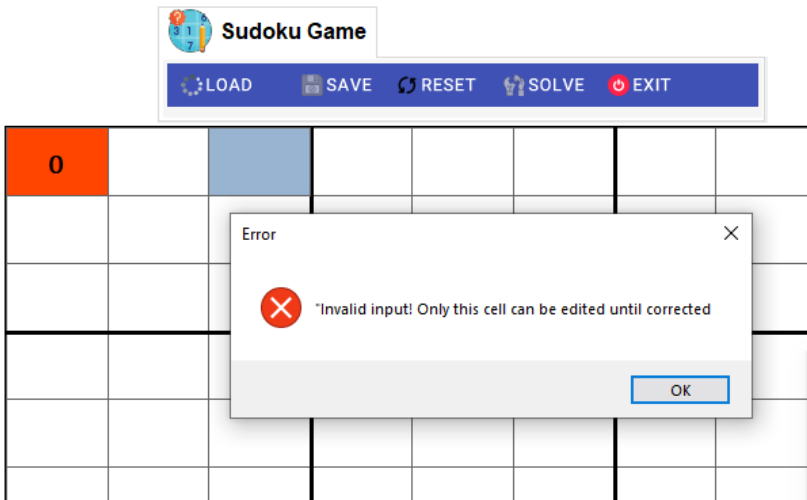 Sudoku Game
LOAD SAVE RESET SOLVE EXIT
0
Error
"Invalid input! Only this cell can be edited until corrected
OK